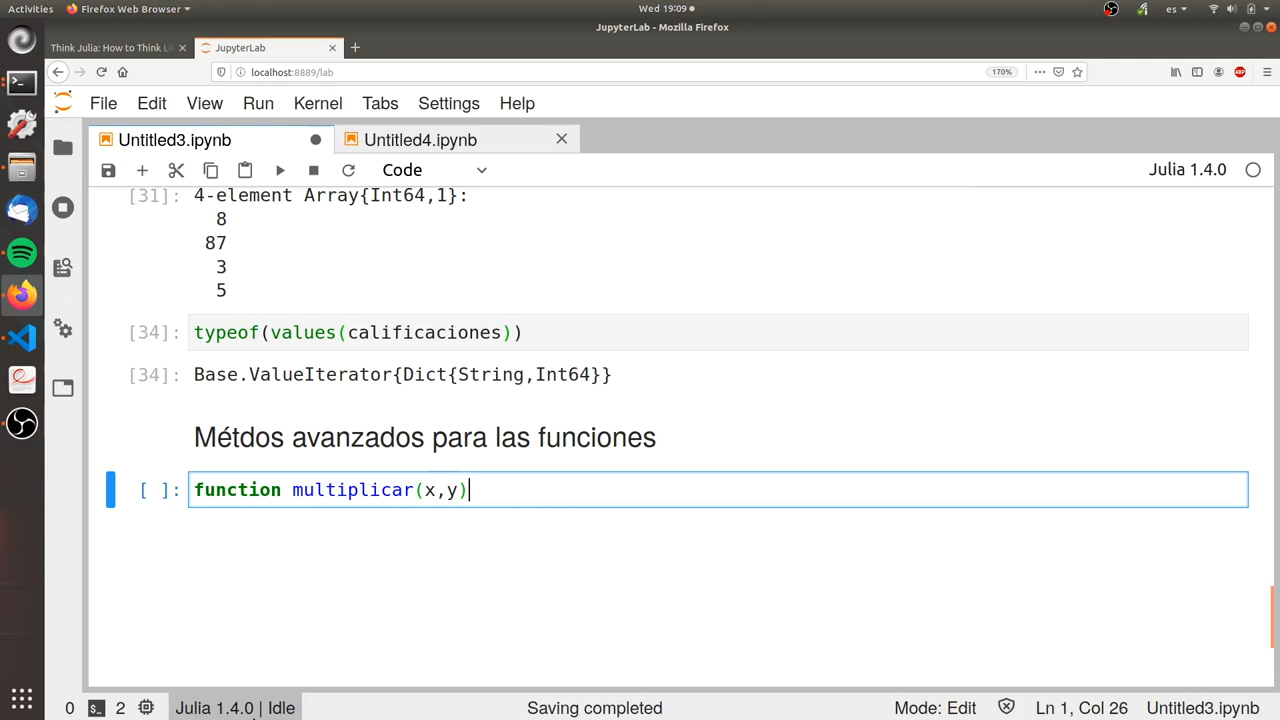 Activities Firefox Web Browser Wed 19:09 es
JupyterLab - Mozilla Firefox
Think Julia: How to Think Li JupyterLab
localhost:8889/lab 170% ABP
File Edit View Run Kernel Tabs Settings Help
Untitled3.ipynb Untitled4.ipynb
Code Julia 1.4.0
[31]: 4-element Array{Int64,1}:
8
87
3
5
[34]: typeof(values(calificaciones))
[34]: Base.ValueIterator{Dict{String,Int64}}
Métdos avanzados para las funciones
[ ]: function multiplicar(x,y)
0 2 Julia 1.4.0 | Idle Saving completed Mode: Edit Ln 1, Col 26 Untitled3.ipynb